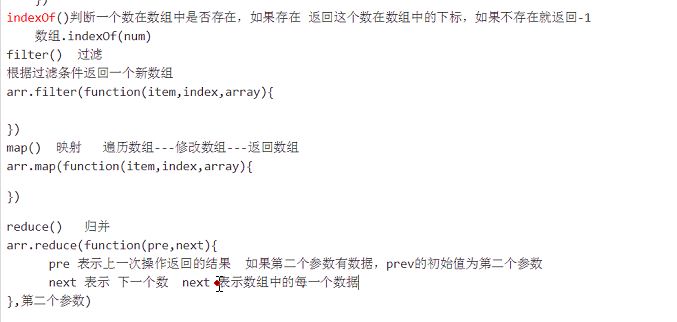 })
indexOf()判断一个数在数组中是否存在，如果存在 返回这个数在数组中的下标，如果不存在就返回-1
数组.indexOf(num)
filter() 过滤
根据过滤条件返回一个新数组
arr.filter(function(item,index,array){
})
map() 映射 遍历数组---修改数组---返回数组
arr.map(function(item,index,array){
})
reduce() 归并
arr.reduce(function(pre,next){
pre 表示上一次操作返回的结果 如果第二个参数有数据，prev的初始值为第二个参数
next 表示 下一个数 next 表示数组中的每一个数据
},第二个参数)